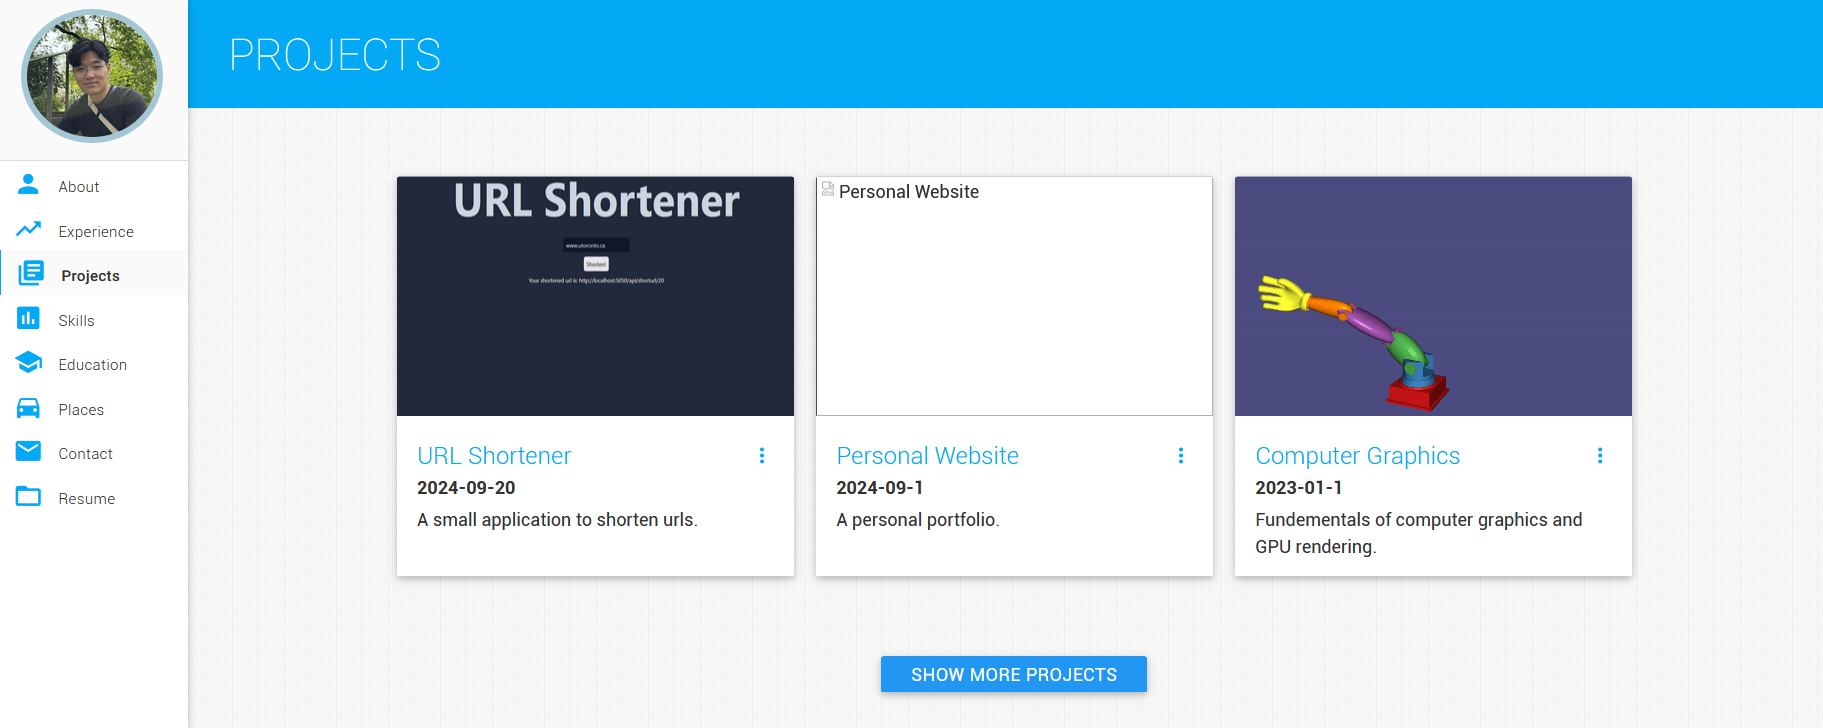 PROJECTS
About
Experience
Projects
Skills
Education
Places
Contact
Resume
URL Shortener
www.utoronto.ca
Shorten!
Your shortened url is: http://localhost:5050/api/shorturl/20
URL Shortener
2024-09-20
A small application to shorten urls.
Personal Website
Personal Website
2024-09-1
A personal portfolio.
Computer Graphics
2023-01-1
Fundementals of computer graphics and
GPU rendering.
SHOW MORE PROJECTS